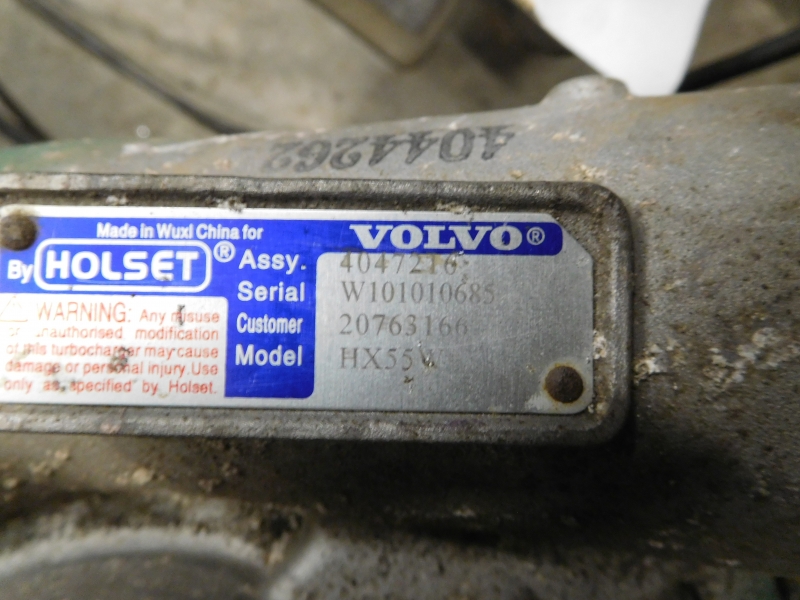 4044262
Made in Wuxi China for VOLVO®
By HOLSET® Assy. 4047216
Serial W101010685
Customer 20763166
Model HX55W
WARNING: Any misuse
or unauthorised modification
of this turbocharger may cause
damage or personal injury. Use
only as specified by Holset.